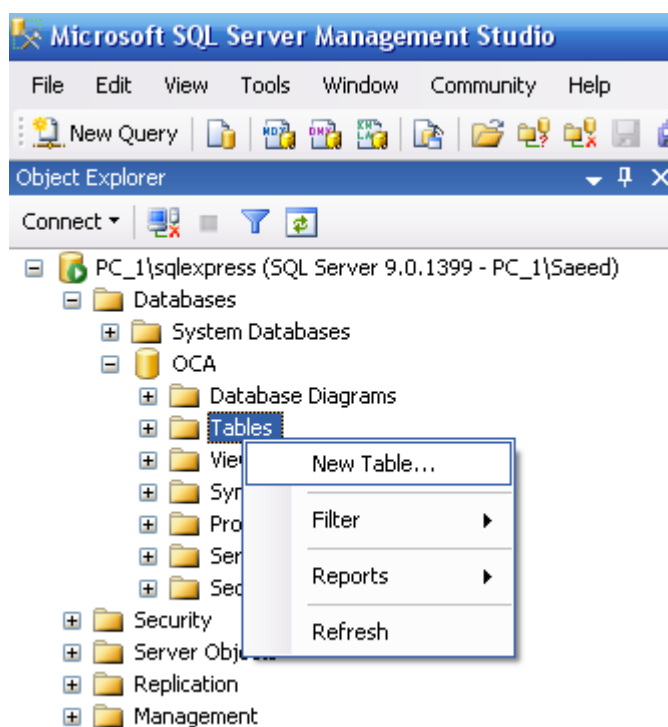 Microsoft SQL Server Management Studio
File Edit View Tools Window Community Help
New Query
Object Explorer
Connect
PC_1\sqlexpress (SQL Server 9.0.1399 - PC_1\Saeed)
Databases
System Databases
OCA
Database Diagrams
Tables
New Table...
Filter
Reports
Refresh
Security
Server Obj
Replication
Management